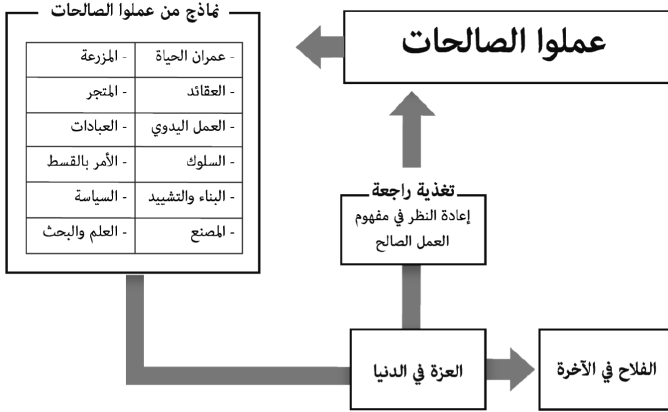 عملوا الصالحات
نماذج من عملوا الصالحات
- عمران الحياة
- المزرعة
- العقائد
- المتجر
- العمل اليدوي
- العبادات
- السلوك
- الأمر بالقسط
- البناء والتشييد
- السياسة
- المصنع
- العلم والبحث
تغذية راجعة
إعادة النظر في مفهوم
العمل الصالح
الفلاح في الآخرة
العزة في الدنيا